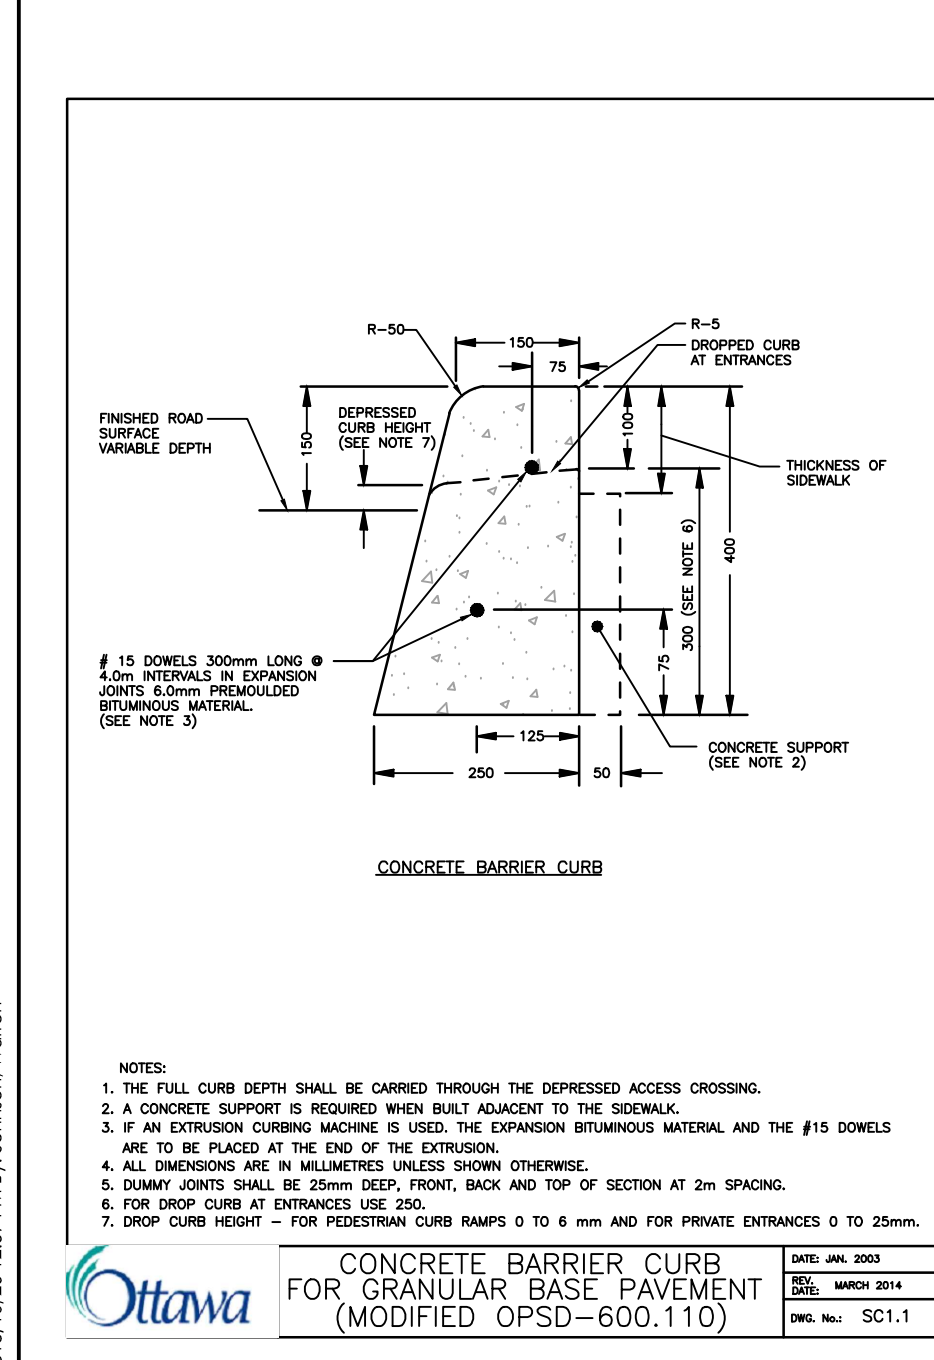 R-50
150
75
R-5
DROPPED CURB
AT ENTRANCES
FINISHED ROAD
SURFACE
VARIABLE DEPTH
150
DEPRESSED
CURB HEIGHT
(SEE NOTE 7)
100
THICKNESS OF
SIDEWALK
300 (SEE NOTE 6)
400
75
# 15 DOWELS 300mm LONG @
4.0m INTERVALS IN EXPANSION
JOINTS 6.0mm PREMOULDED
BITUMINOUS MATERIAL.
(SEE NOTE 3)
125
250
50
CONCRETE SUPPORT
(SEE NOTE 2)
CONCRETE BARRIER CURB
NOTES:
1. THE FULL CURB DEPTH SHALL BE CARRIED THROUGH THE DEPRESSED ACCESS CROSSING.
2. A CONCRETE SUPPORT IS REQUIRED WHEN BUILT ADJACENT TO THE SIDEWALK.
3. IF AN EXTRUSION CURBING MACHINE IS USED. THE EXPANSION BITUMINOUS MATERIAL AND THE #15 DOWELS
ARE TO BE PLACED AT THE END OF THE EXTRUSION.
4. ALL DIMENSIONS ARE IN MILLIMETRES UNLESS SHOWN OTHERWISE.
5. DUMMY JOINTS SHALL BE 25mm DEEP, FRONT, BACK AND TOP OF SECTION AT 2m SPACING.
6. FOR DROP CURB AT ENTRANCES USE 250.
7. DROP CURB HEIGHT – FOR PEDESTRIAN CURB RAMPS 0 TO 6 mm AND FOR PRIVATE ENTRANCES 0 TO 25mm.
Ottawa
CONCRETE BARRIER CURB
FOR GRANULAR BASE PAVEMENT
(MODIFIED OPSD-600.110)
DATE: JAN. 2003
REV. DATE: MARCH 2014
DWG. No.: SC1.1